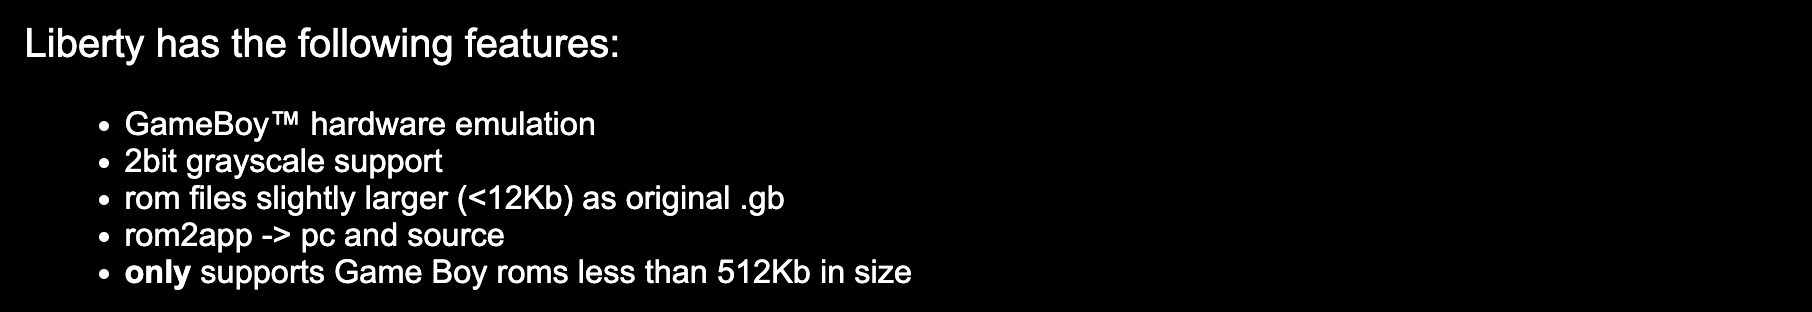 Liberty has the following features:
• GameBoy™ hardware emulation
• 2bit grayscale support
• rom files slightly larger (<12Kb) as original .gb
• rom2app -> pc and source
• only supports Game Boy roms less than 512Kb in size